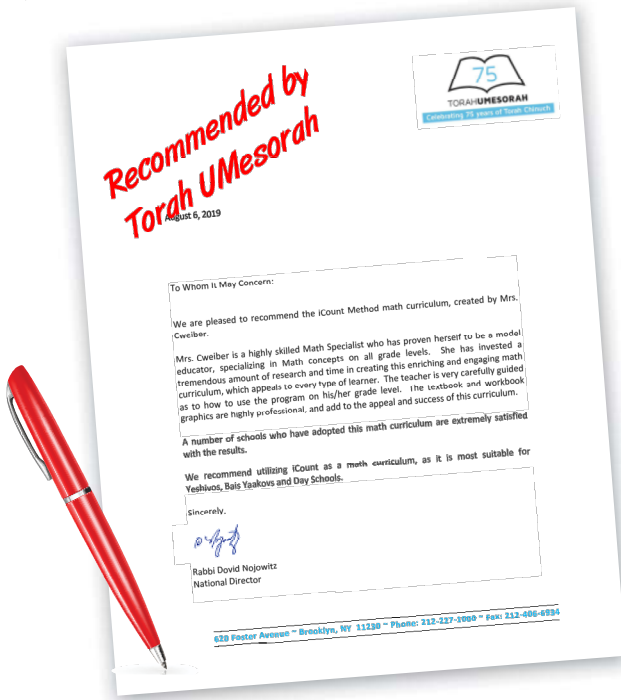 Recommended by
Torah UMesorah
75
TORAHUMESORAH
Celebrating 75 years of Torah Chinuch
August 6, 2019
To Whom It May Concern:
We are pleased to recommend the iCount Method math curriculum, created by Mrs.
Cweiber.
Mrs. Cweiber is a highly skilled Math Specialist who has proven herself to be a model
educator, specializing in Math concepts on all grade levels. She has invested a
tremendous amount of research and time in creating this enriching and engaging math
curriculum, which appeals to every type of learner. The teacher is very carefully guided
as to how to use the program on his/her grade level. The textbook and workbook
graphics are highly professional, and add to the appeal and success of this curriculum.
A number of schools who have adopted this math curriculum are extremely satisfied
with the results.
We recommend utilizing iCount as a math curriculum, as it is most suitable for
Yeshivos, Bais Yaakovs and Day Schools.
Sincerely,
Rabbi Dovid Nojowitz
National Director
620 Foster Avenue ~ Brooklyn, NY 11230 ~ Phone: 212-227-1000 ~ Fax: 212-406-6934